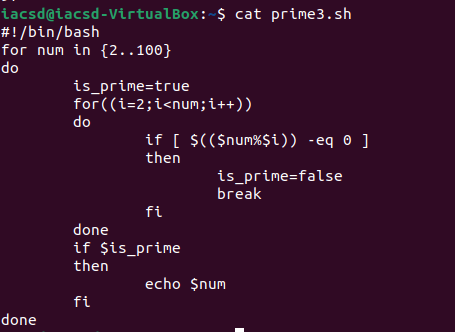 iacsd@iacsd-VirtualBox:~$ cat prime3.sh
#!/bin/bash
for num in {2..100}
do
        is_prime=true
        for((i=2;i<num;i++))
        do
                if [ $(($num%$i)) -eq 0 ]
                then
                        is_prime=false
                        break
                fi
        done
        if $is_prime
        then
                echo $num
        fi
done